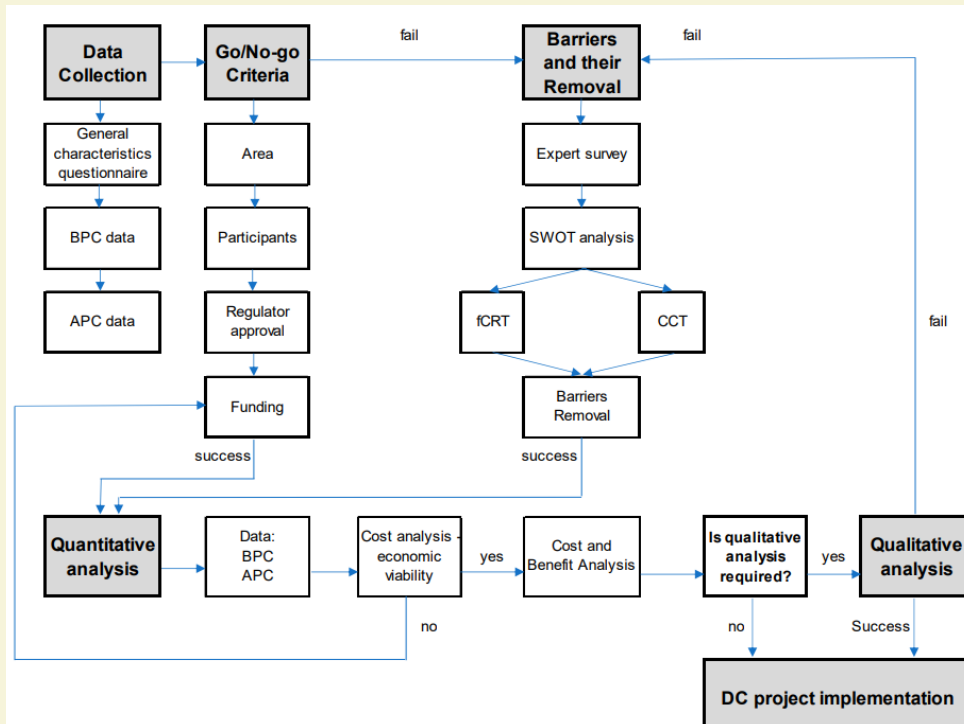 Data
Collection
Go/No-go
Criteria
fail
Barriers
and their
Removal
fail
General
characteristics
questionnaire
Area
Expert survey
BPC data
Participants
SWOT analysis
APC data
Regulator
approval
fCRT
CCT
fail
Funding
Barriers
Removal
success
success
Quantitative
analysis
Data:
BPC
APC
Cost analysis -
economic
viability
yes
Cost and
Benefit Analysis
Is qualitative
analysis
required?
yes
Qualitative
analysis
no
no
Success
DC project implementation